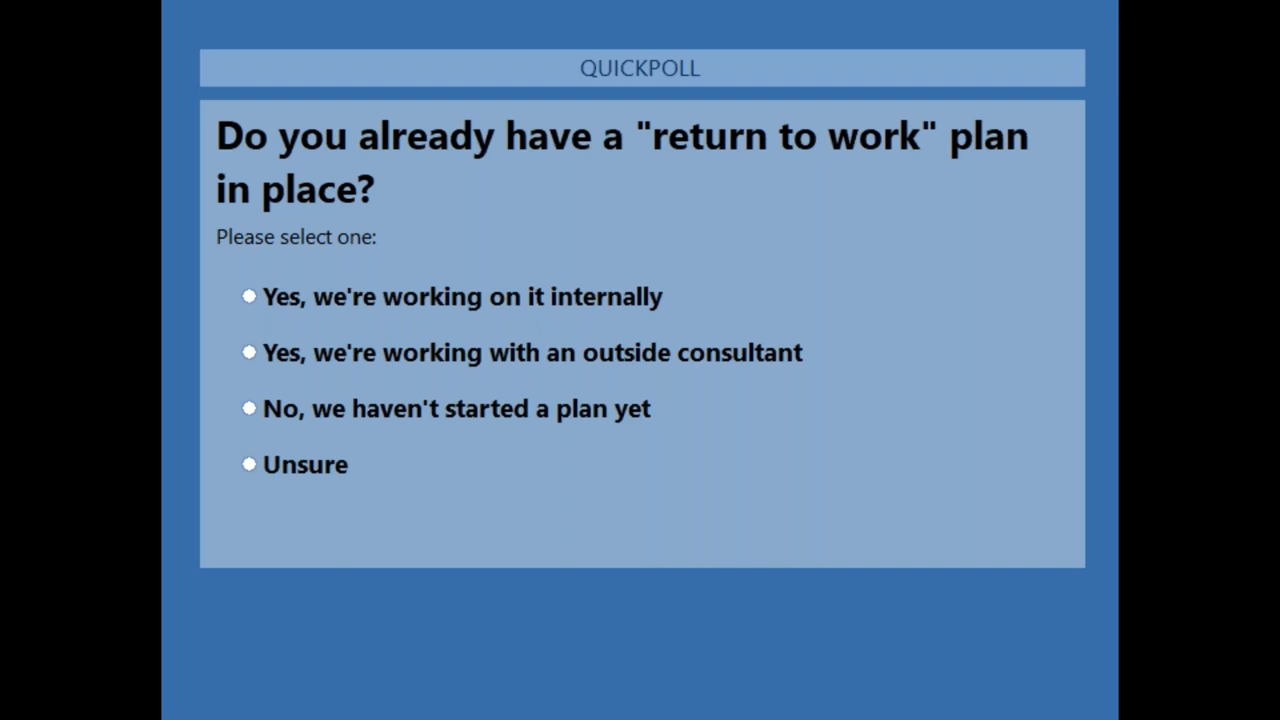 QUICKPOLL
Do you already have a "return to work" plan
in place?
Please select one:
Yes, we're working on it internally
Yes, we're working with an outside consultant
No, we haven't started a plan yet
Unsure